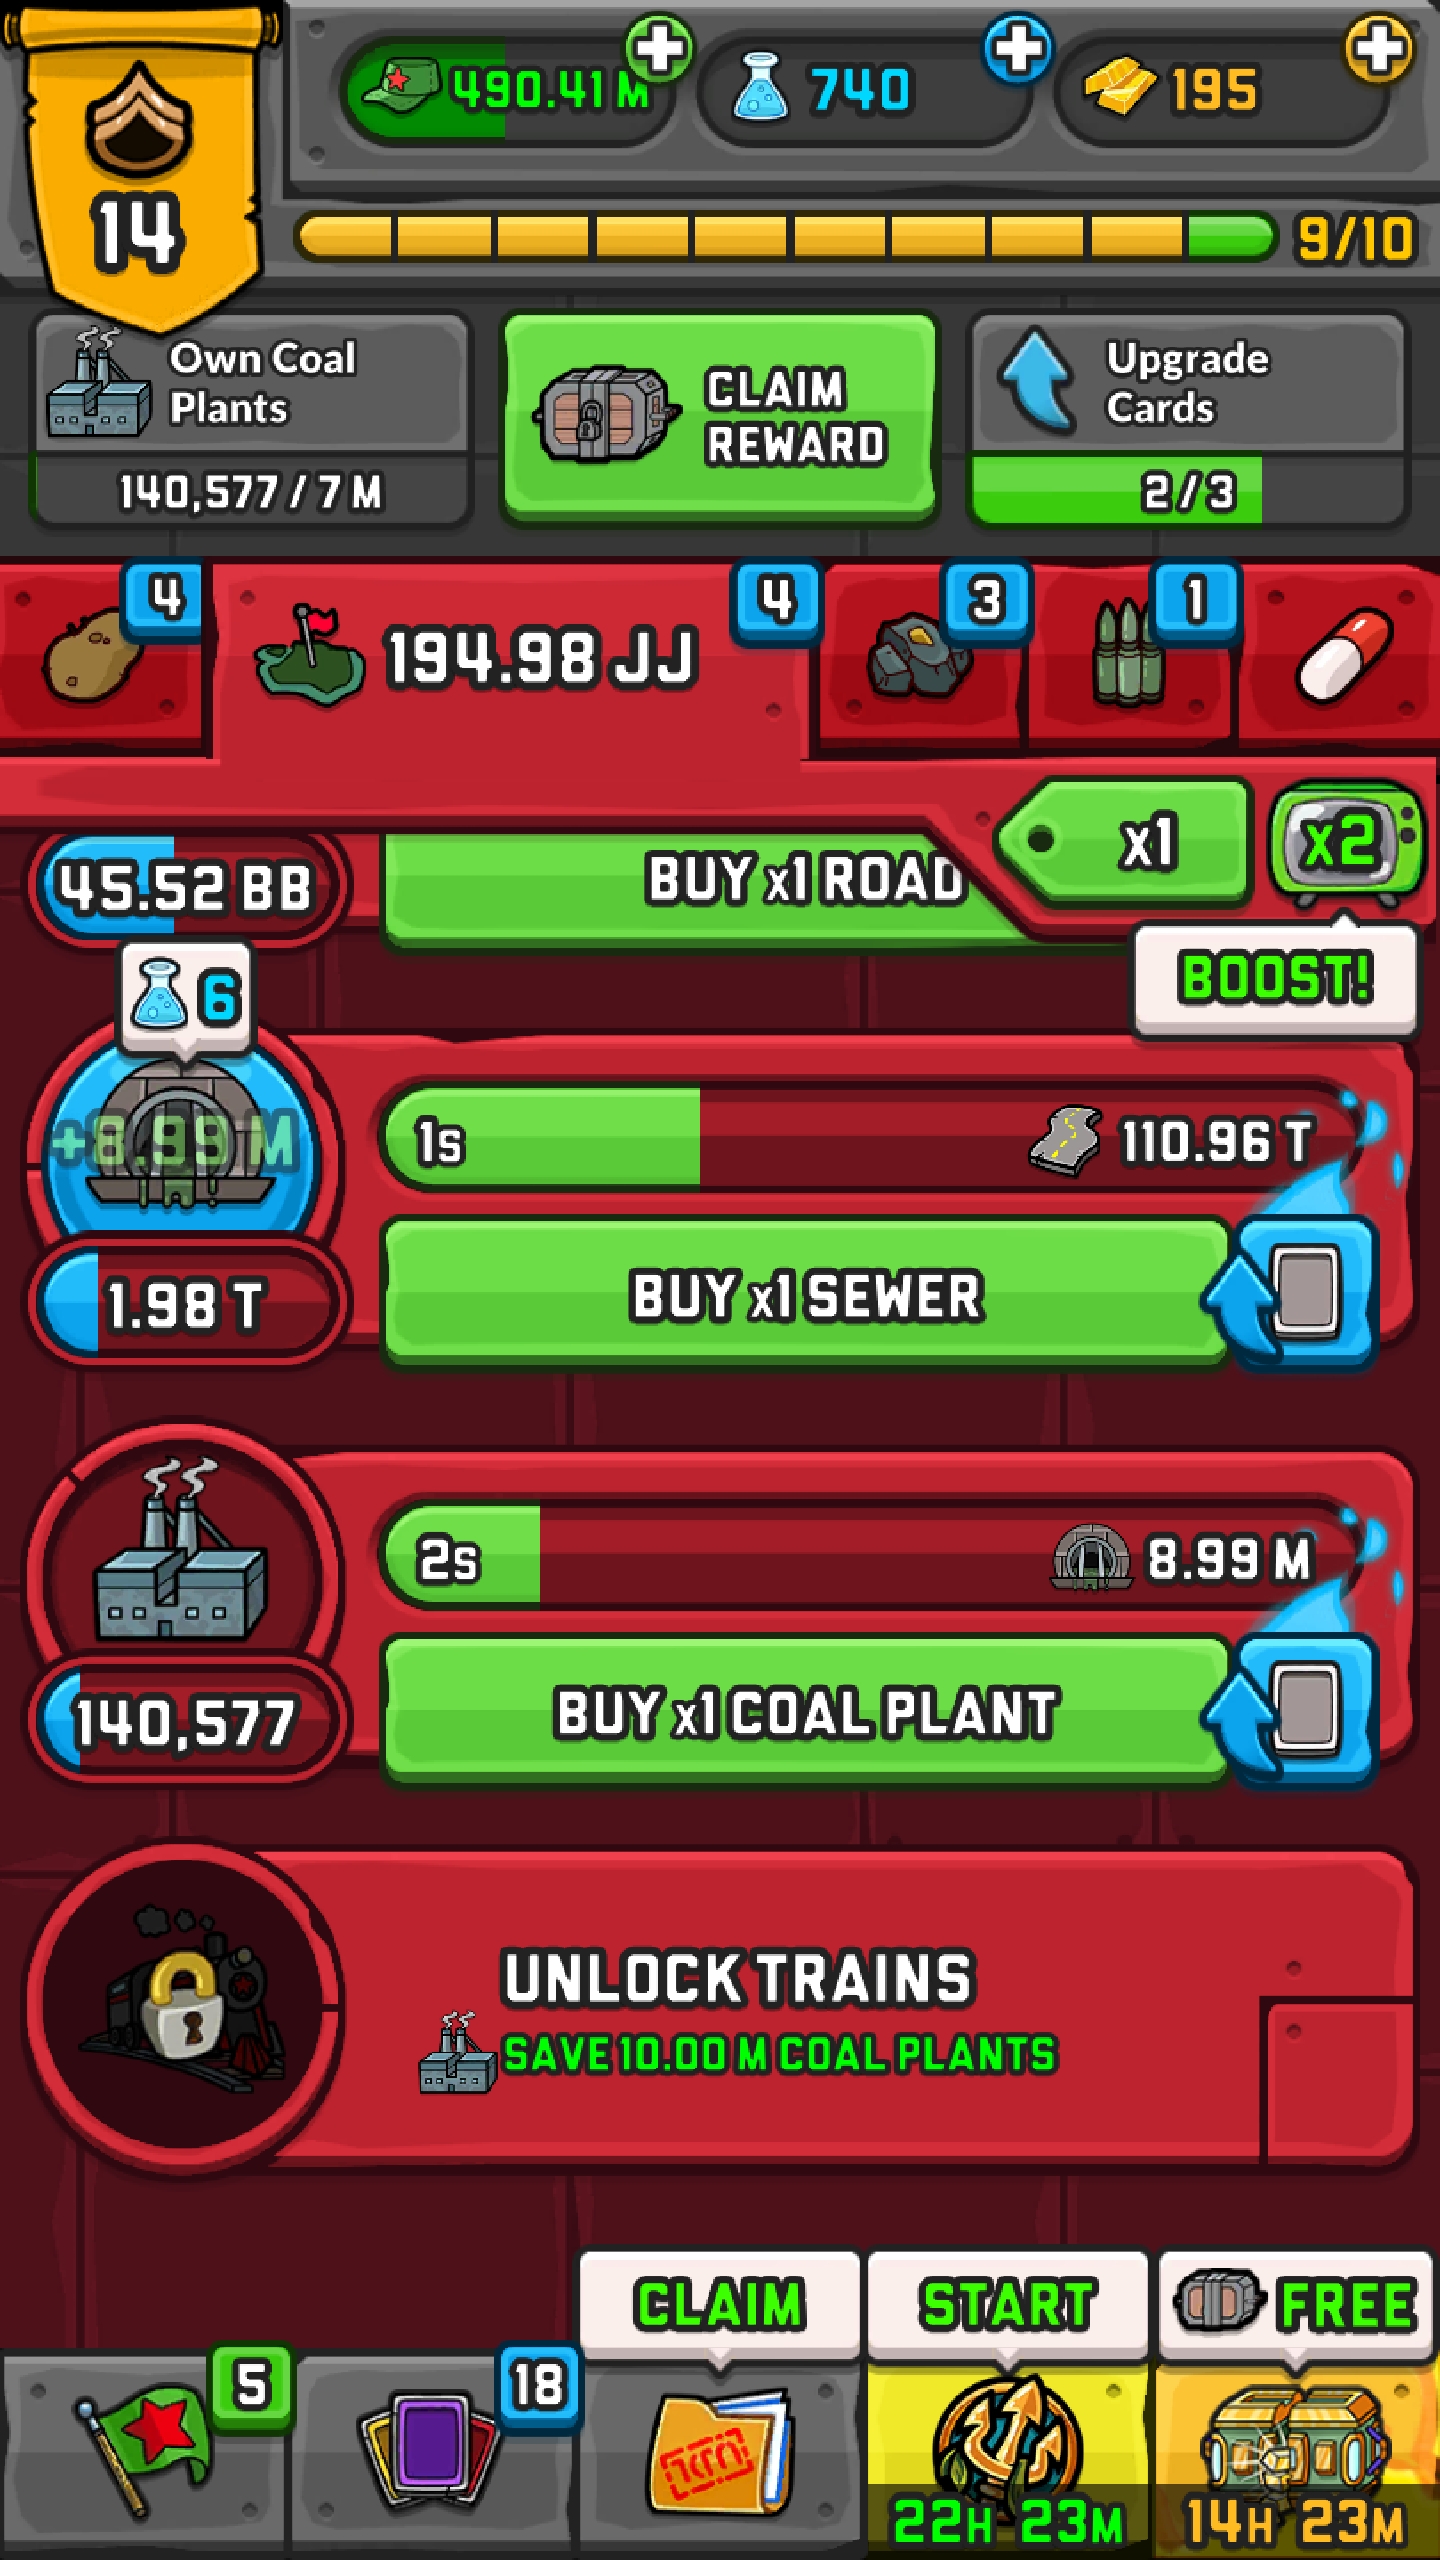 14
490.41 M
740
195
9/10
Own Coal
Plants
140,577 / 7 M
CLAIM
REWARD
Upgrade
Cards
2 / 3
4
194.98 JJ
4
3
1
x1
x2
45.52 BB
BUY x1 ROAD
BOOST!
6
+8.99 M
1s
110.96 T
1.98 T
BUY x1 SEWER
2s
8.99 M
140,577
BUY x1 COAL PLANT
UNLOCK TRAINS
SAVE 10.00 M COAL PLANTS
CLAIM
START
FREE
5
18
22H 23M
14H 23M